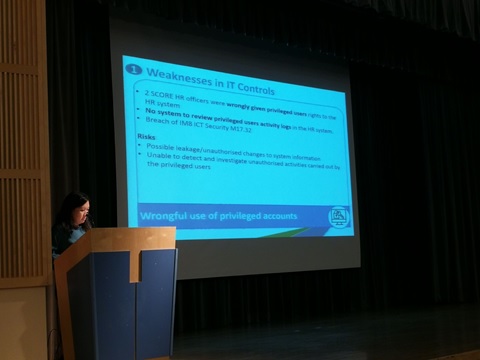 1 Weaknesses in IT Controls
• 2 SCORE HR officers were wrongly given privileged users rights to the
HR system
• No system to review privileged users activity logs in the HR system
• Breach of IM8 ICT Security M17.12
Risks:
• Possible leakage/unauthorised changes to system information
• Unable to detect and investigate unauthorised activities carried out by
the privileged users
Wrongful use of privileged accounts